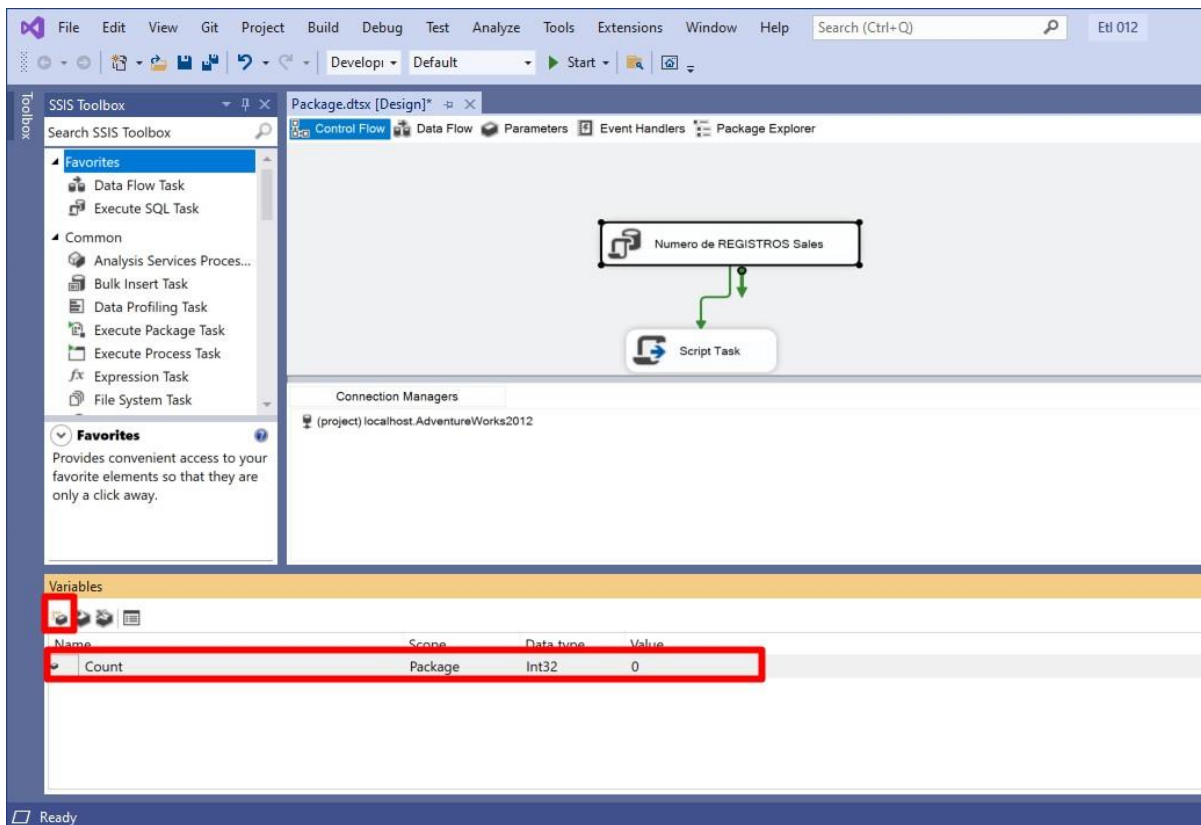 File Edit View Git Project Build Debug Test Analyze Tools Extensions Window Help Search (Ctrl+Q) Etl 012
Developi Default Start
Toolbox
SSIS Toolbox
Search SSIS Toolbox
Favorites
Data Flow Task
Execute SQL Task
Common
Analysis Services Proces...
Bulk Insert Task
Data Profiling Task
Execute Package Task
Execute Process Task
fx Expression Task
File System Task
Favorites
Provides convenient access to your
favorite elements so that they are
only a click away.
Package.dtsx [Design]*
Control Flow Data Flow Parameters Event Handlers Package Explorer
Numero de REGISTROS Sales
Script Task
Connection Managers
(project) localhost.AdventureWorks2012
Variables
Name Scope Data type Value
Count Package Int32 0
Ready